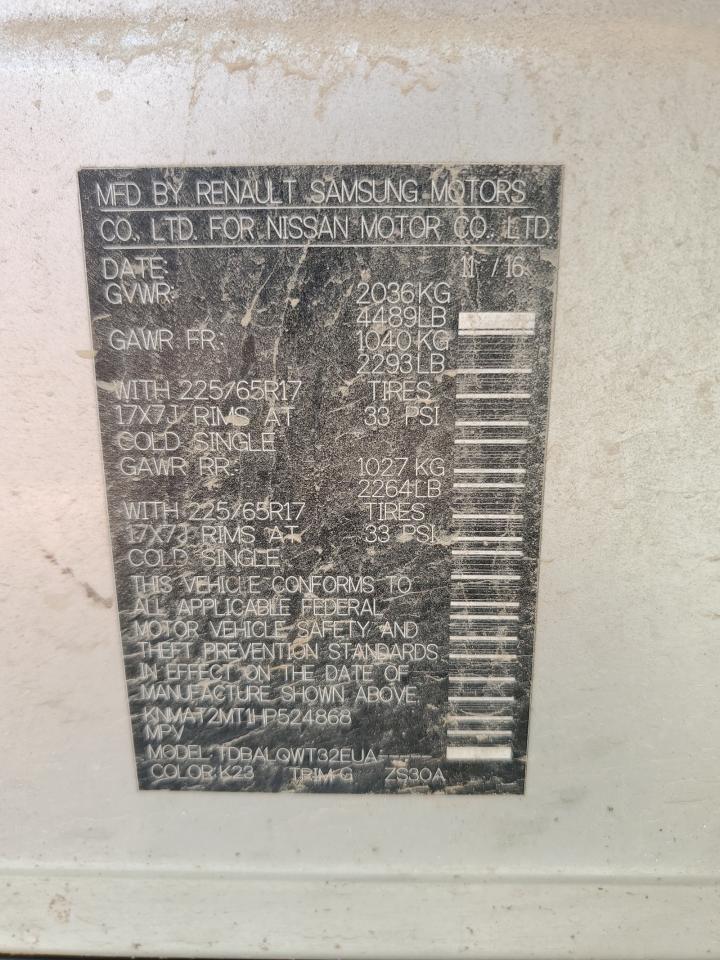 MFD BY RENAULT SAMSUNG MOTORS
CO., LTD. FOR NISSAN MOTOR CO., LTD
DATE: 11 / 16
GVWR: 2036KG
4489LB
GAWR FR: 1040 KG
2293LB
WITH 225/65R17 TIRES
17X7J RIMS AT 33 PSI
COLD SINGLE
GAWR RR: 1027 KG
2264LB
WITH 225/65R17 TIRES
17X7J RIMS AT 33 PSI
COLD SINGLE
THIS VEHICLE CONFORMS TO
ALL APPLICABLE FEDERAL
MOTOR VEHICLE SAFETY AND
THEFT PREVENTION STANDARDS
IN EFFECT ON THE DATE OF
MANUFACTURE SHOWN ABOVE.
KNMAT2MT1HP524868
MPV
MODEL: TDBALQWT32EUA-
COLOR:K23 TRIM:G ZS30A